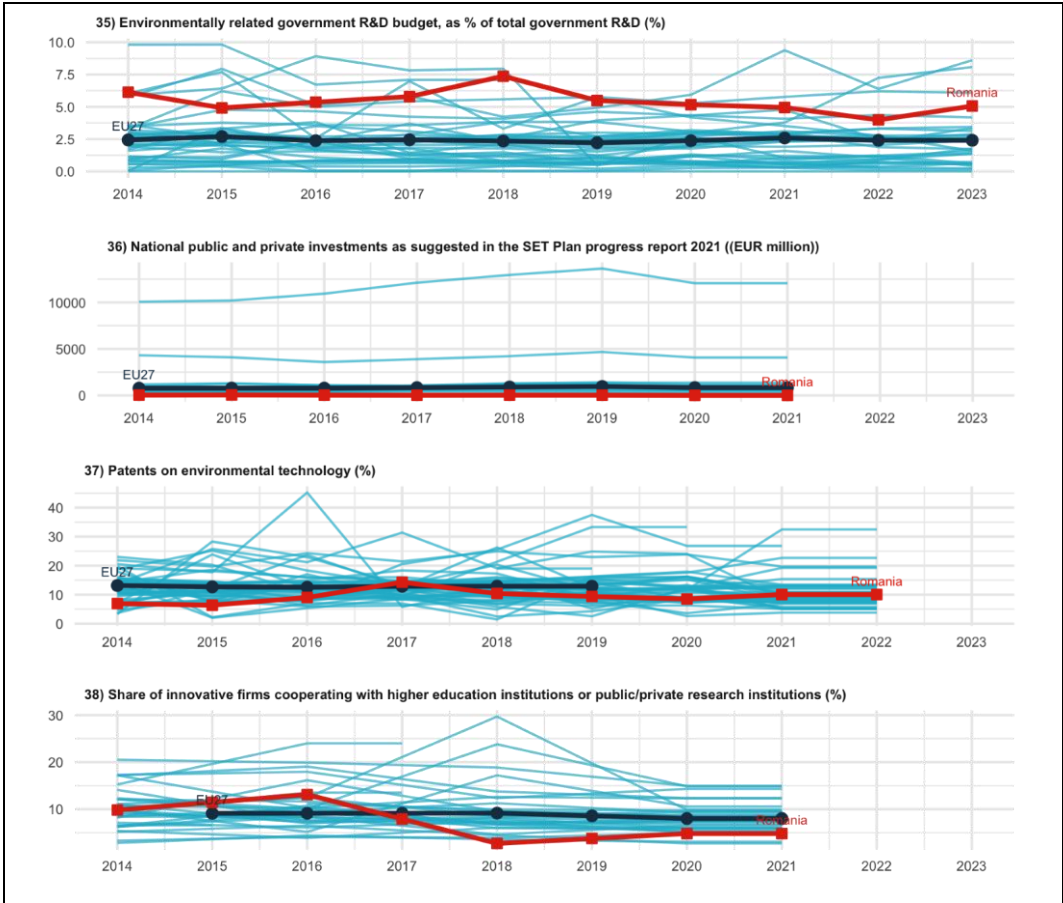 35) Environmentally related government R&D budget, as % of total government R&D (%)
10.0
7.5
Romania
5.0
EU27
2.5
0.0
2014 2015 2016 2017 2018 2019 2020 2021 2022 2023
36) National public and private investments as suggested in the SET Plan progress report 2021 ((EUR million))
10000
5000
EU27
Romania
0
2014 2015 2016 2017 2018 2019 2020 2021 2022 2023
37) Patents on environmental technology (%)
40
30
20
EU27
Romania
10
0
2014 2015 2016 2017 2018 2019 2020 2021 2022 2023
38) Share of innovative firms cooperating with higher education institutions or public/private research institutions (%)
30
20
EU27
10
Romania
2014 2015 2016 2017 2018 2019 2020 2021 2022 2023